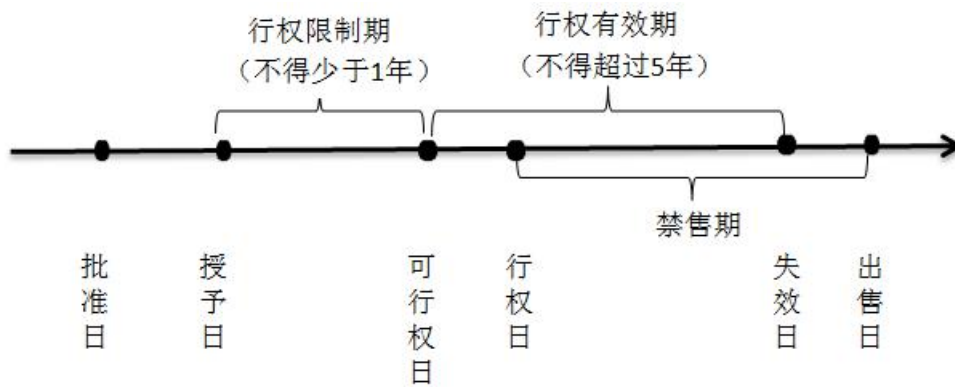 行权限制期
（不得少于1年）
行权有效期
（不得超过5年）
禁售期
批准日
授予日
可行权日
行权日
失效日
出售日